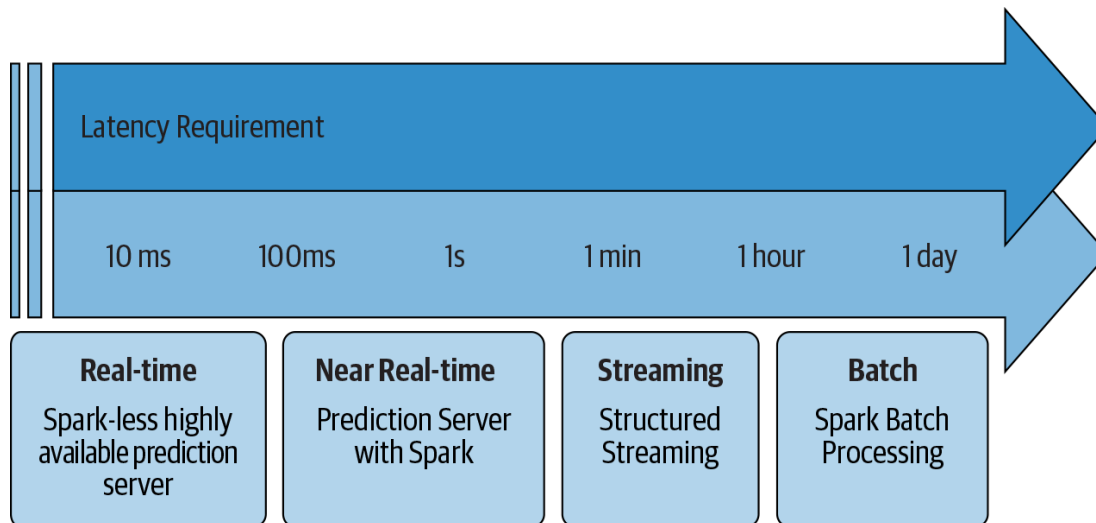 Latency Requirement
10 ms 100ms 1s 1 min 1 hour 1 day
Real-time
Spark-less highly
available prediction
server
Near Real-time
Prediction Server
with Spark
Streaming
Structured
Streaming
Batch
Spark Batch
Processing